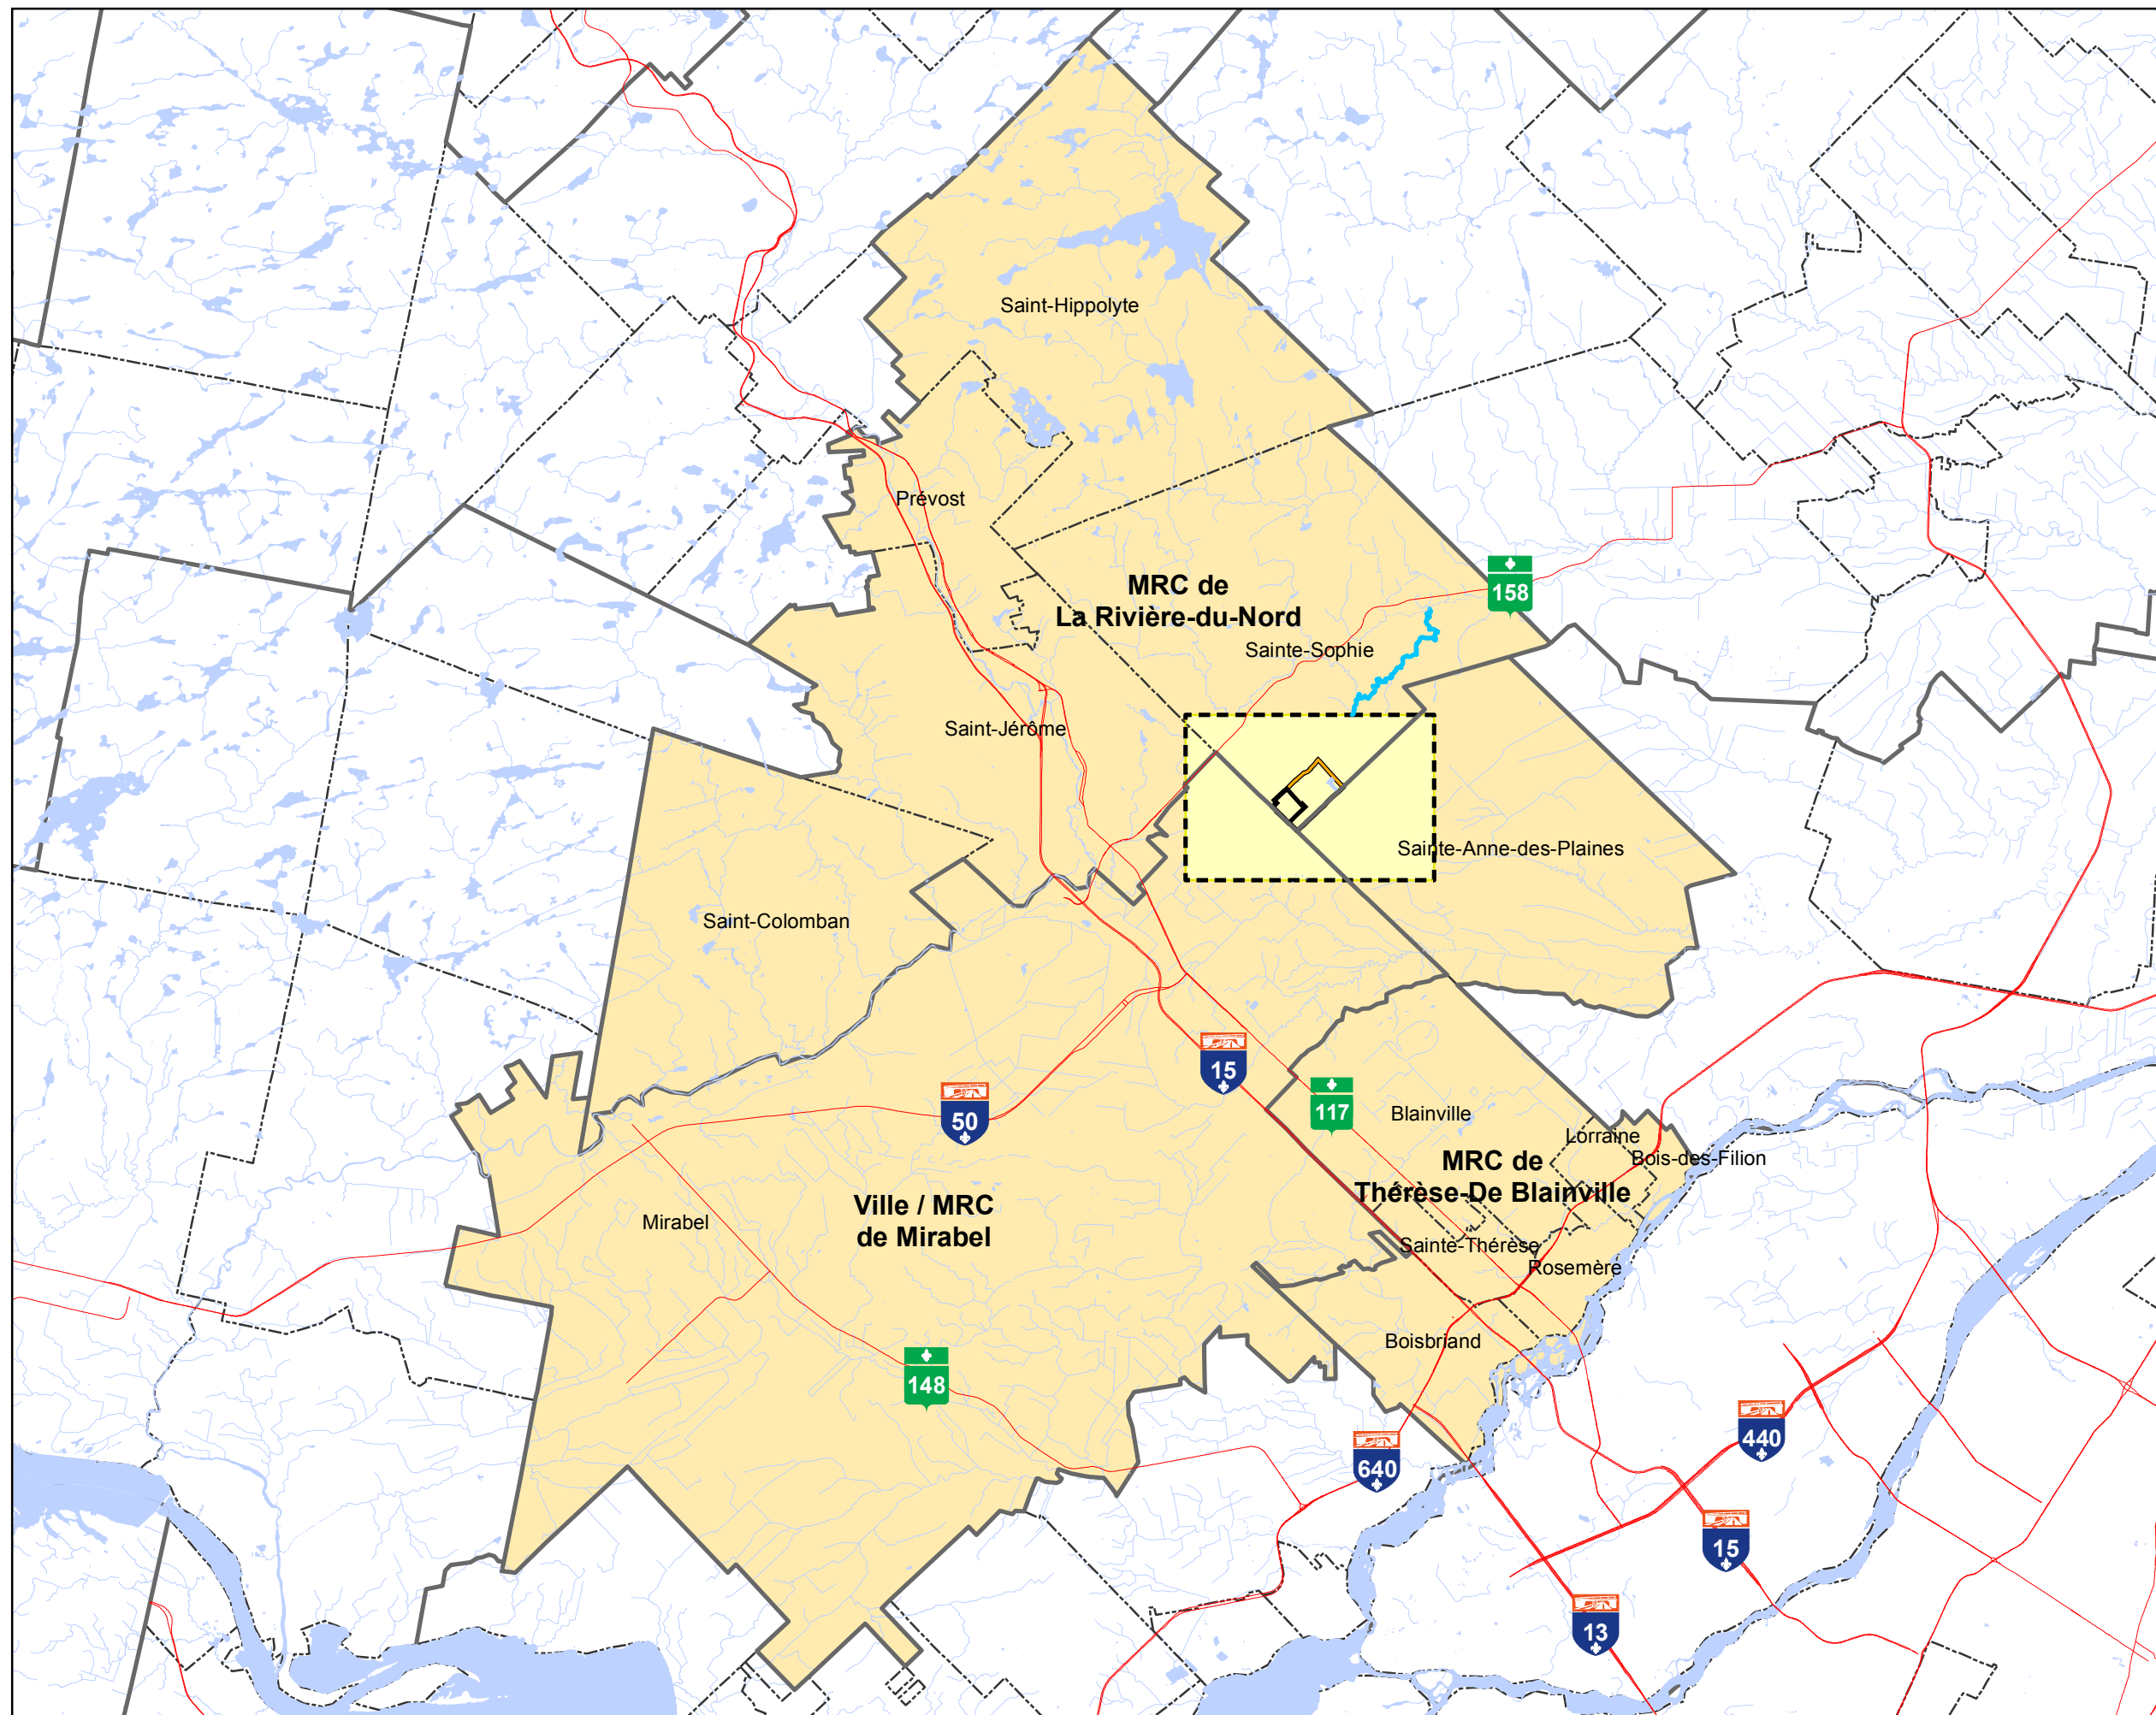 Saint-Hippolyte
Prévost
MRC de
La Rivière-du-Nord
158
Sainte-Sophie
Saint-Jérôme
Sainte-Anne-des-Plaines
Saint-Colomban
15
50
117
Blainville
Lorraine
Bois-des-Filion
MRC de
Thérèse-De Blainville
Ville / MRC
de Mirabel
Mirabel
Sainte-Thérèse
Rosemère
Boisbriand
148
440
640
15
13